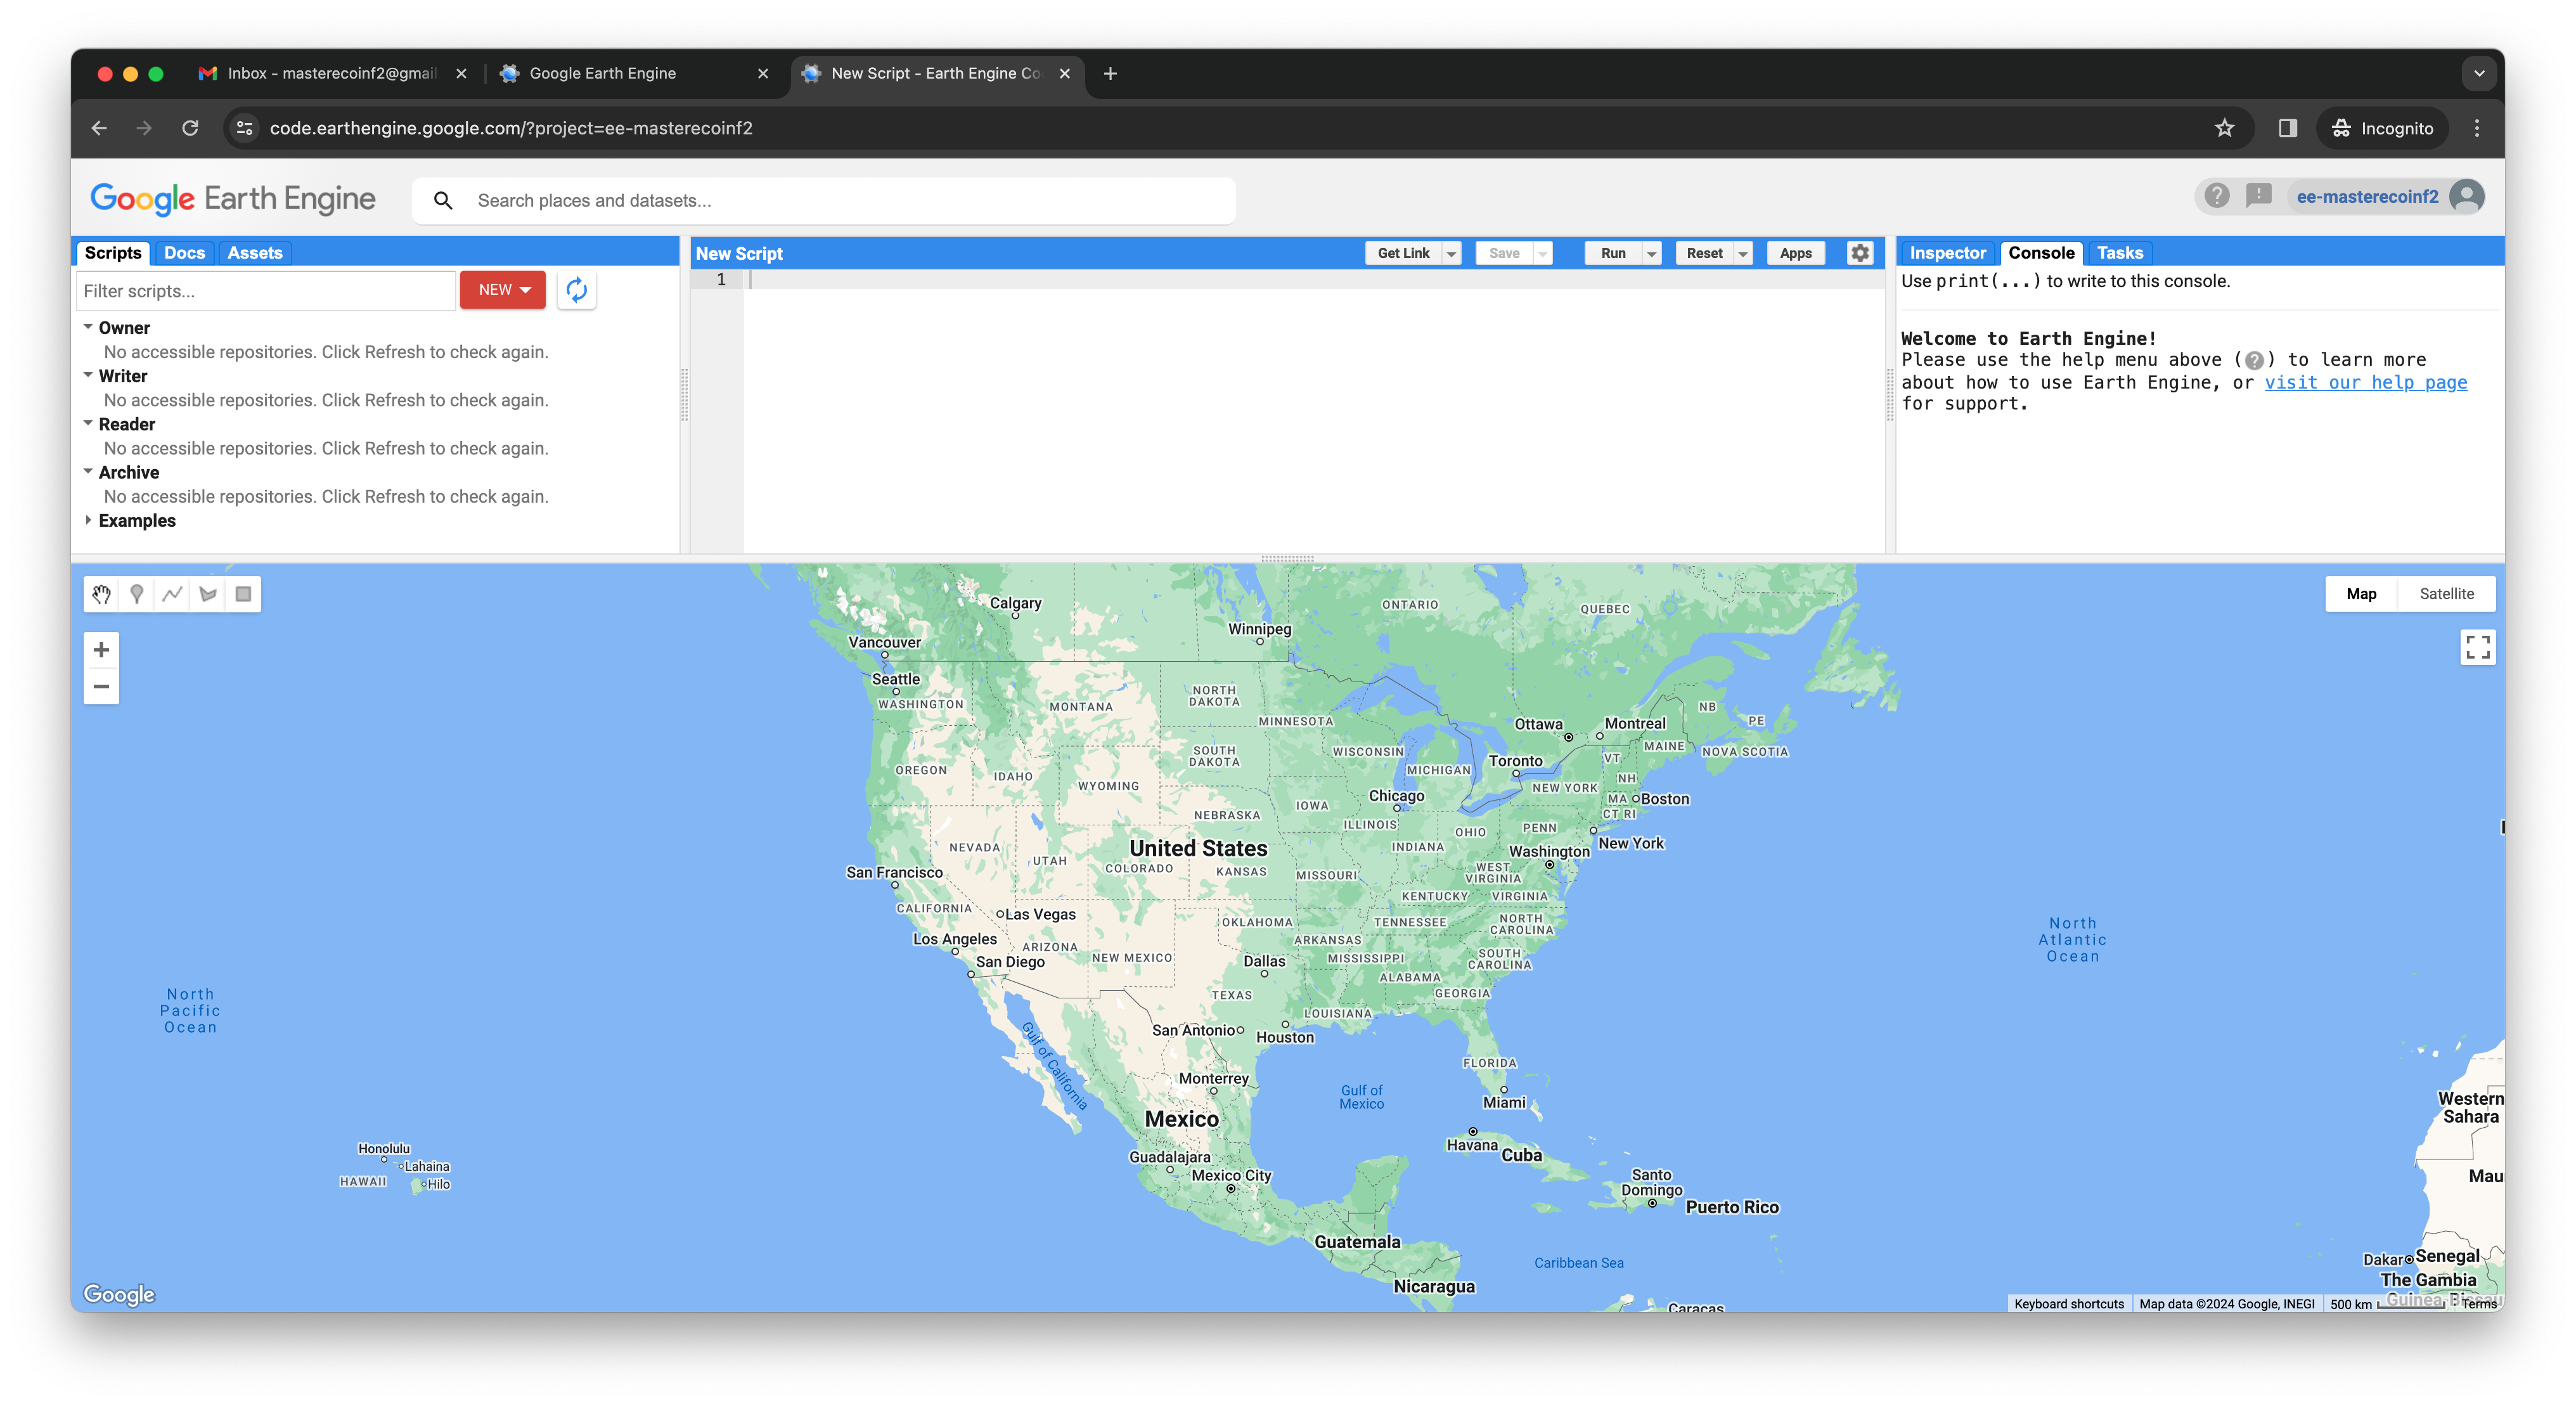 Inbox - masterecoinf2@gmail
Google Earth Engine
New Script - Earth Engine Co
code.earthengine.google.com/?project=ee-masterecoinf2
Incognito
Google Earth Engine
Search places and datasets...
ee-masterecoinf2
Scripts
Docs
Assets
Filter scripts...
NEW
Owner
No accessible repositories. Click Refresh to check again.
Writer
No accessible repositories. Click Refresh to check again.
Reader
No accessible repositories. Click Refresh to check again.
Archive
No accessible repositories. Click Refresh to check again.
Examples
New Script
Get Link
Save
Run
Reset
Apps
1
Inspector
Console
Tasks
Use print(...) to write to this console.
Welcome to Earth Engine!
Please use the help menu above (?) to learn more
about how to use Earth Engine, or visit our help page
for support.
Map
Satellite
Calgary
ONTARIO
QUEBEC
Winnipeg
Vancouver
Seattle
WASHINGTON
MONTANA
NORTH
DAKOTA
MINNESOTA
NB
PE
Ottawa
Montreal
MAINE
NOVA SCOTIA
SOUTH
DAKOTA
WISCONSIN
MICHIGAN
Toronto
VT
NH
OREGON
IDAHO
WYOMING
NEW YORK
MA
Boston
CT RI
IOWA
Chicago
NEBRASKA
ILLINOIS
OHIO
PENN
INDIANA
New York
NEVADA
UTAH
United States
COLORADO
KANSAS
MISSOURI
Washington
WEST
VIRGINIA
San Francisco
KENTUCKY
VIRGINIA
CALIFORNIA
Las Vegas
OKLAHOMA
TENNESSEE
NORTH
CAROLINA
Los Angeles
ARIZONA
NEW MEXICO
ARKANSAS
San Diego
Dallas
MISSISSIPPI
SOUTH
CAROLINA
ALABAMA
TEXAS
GEORGIA
LOUISIANA
San Antonio
Houston
North
Pacific
Ocean
North
Atlantic
Ocean
Gulf of California
FLORIDA
Monterrey
Gulf of
Mexico
Miami
Mexico
Havana
Cuba
Western
Sahara
Honolulu
Lahaina
HAWAII
Hilo
Guadalajara
Mexico City
Santo
Domingo
Puerto Rico
Mau
Guatemala
Caribbean Sea
Dakar
Senegal
The Gambia
Nicaragua
Caracas
Google
Keyboard shortcuts
Map data ©2024 Google, INEGI
500 km
Terms